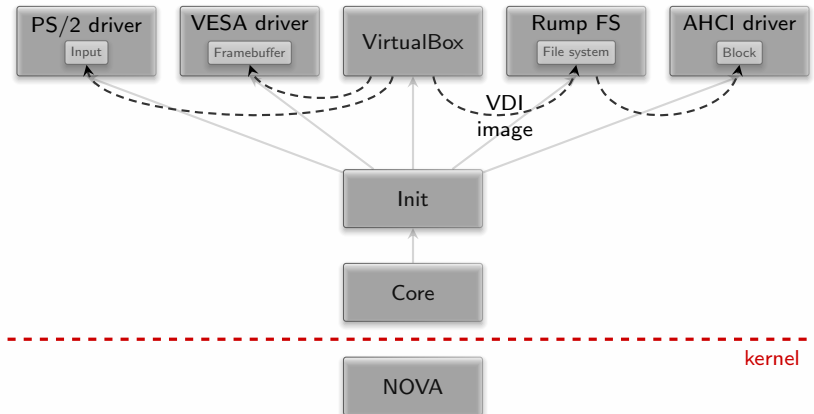 PS/2 driver
Input
VESA driver
Framebuffer
VirtualBox
Rump FS
File system
AHCI driver
Block
VDI
image
Init
Core
kernel
NOVA